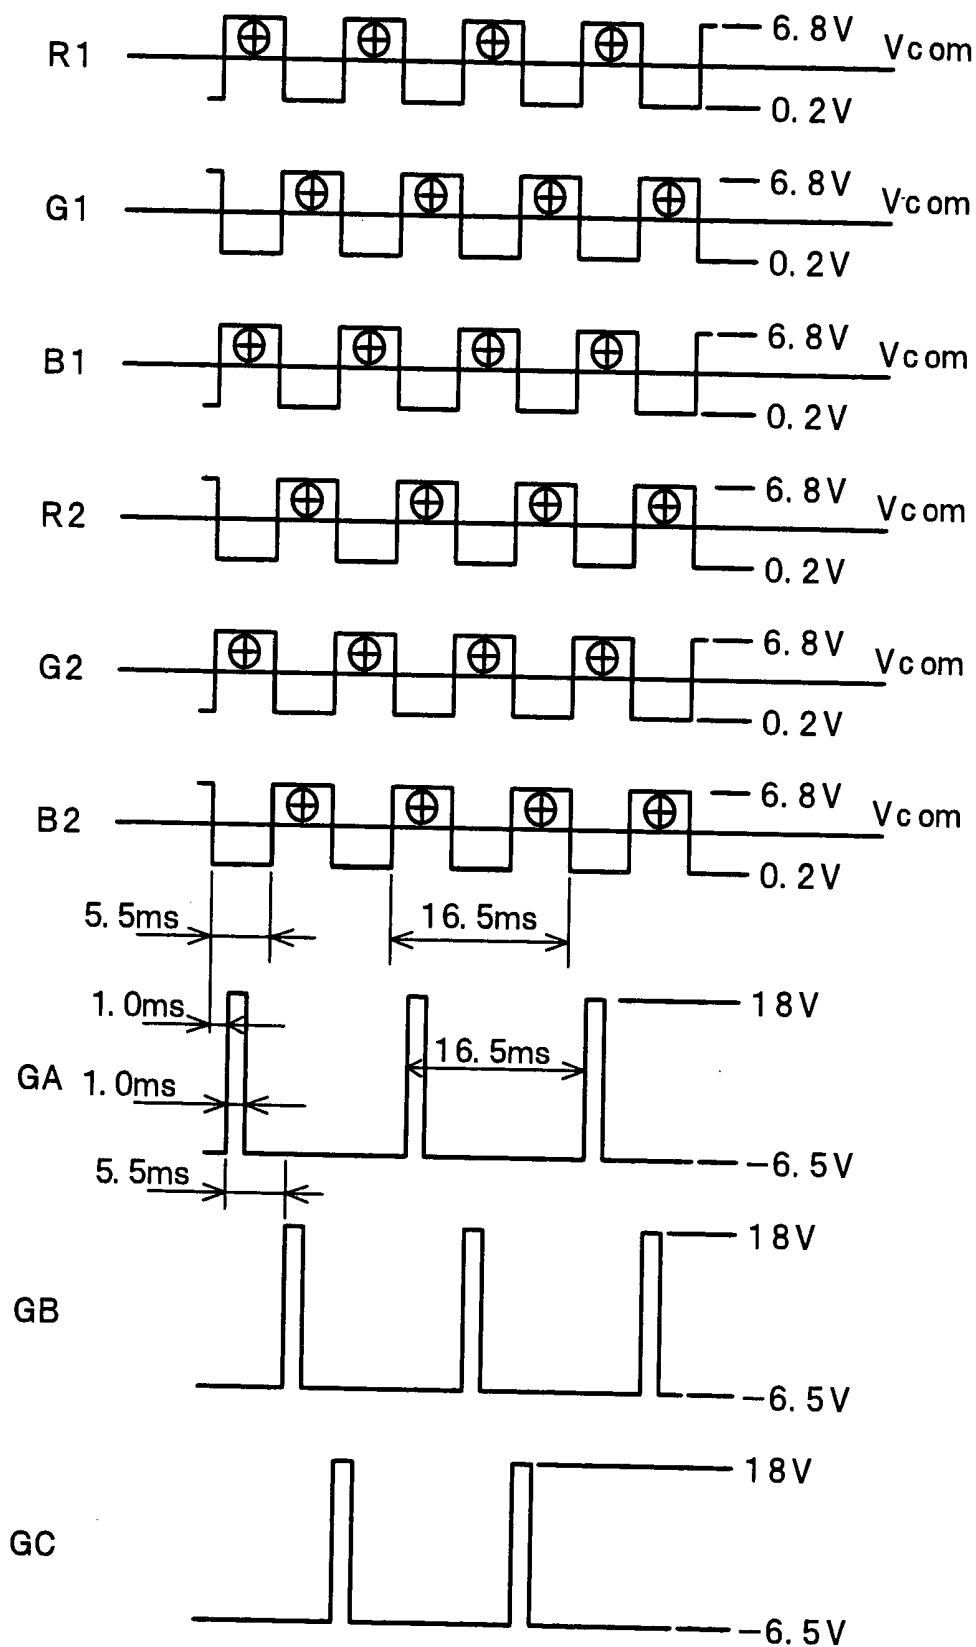 R1 6.8V Vcom
0.2V
G1 6.8V Vcom
0.2V
B1 6.8V Vcom
0.2V
R2 6.8V Vcom
0.2V
G2 6.8V Vcom
0.2V
B2 6.8V Vcom
0.2V
5.5ms 16.5ms
1.0ms 18V
GA 1.0ms 16.5ms
5.5ms -6.5V
18V
GB
-6.5V
18V
GC
-6.5V